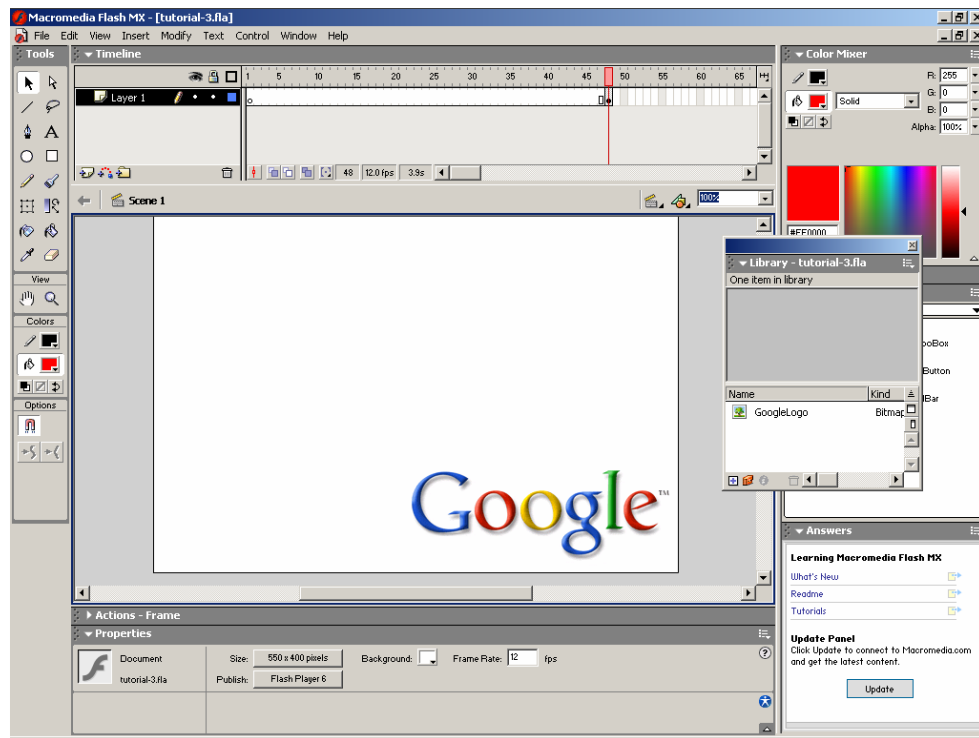 Macromedia Flash MX - [tutorial-3.fla]
File Edit View Insert Modify Text Control Window Help
Tools
Timeline
Color Mixer
1 5 10 15 20 25 30 35 40 45 50 55 60 65
Layer 1
R: 255
G: 0
B: 0
Solid
Alpha: 100%
48 12.0 fps 3.9s
Scene 1
100%
#FF0000
Library - tutorial-3.fla
One item in library
View
Colors
Options
Button
Name Kind
GoogleLogo Bitmap
Google™
Answers
Learning Macromedia Flash MX
What's New
Readme
Tutorials
Update Panel
Click Update to connect to Macromedia.com
and get the latest content.
Update
Actions - Frame
Properties
Document
Size: 550 x 400 pixels
Background:
Frame Rate: 12 fps
tutorial-3.fla
Publish: Flash Player 6